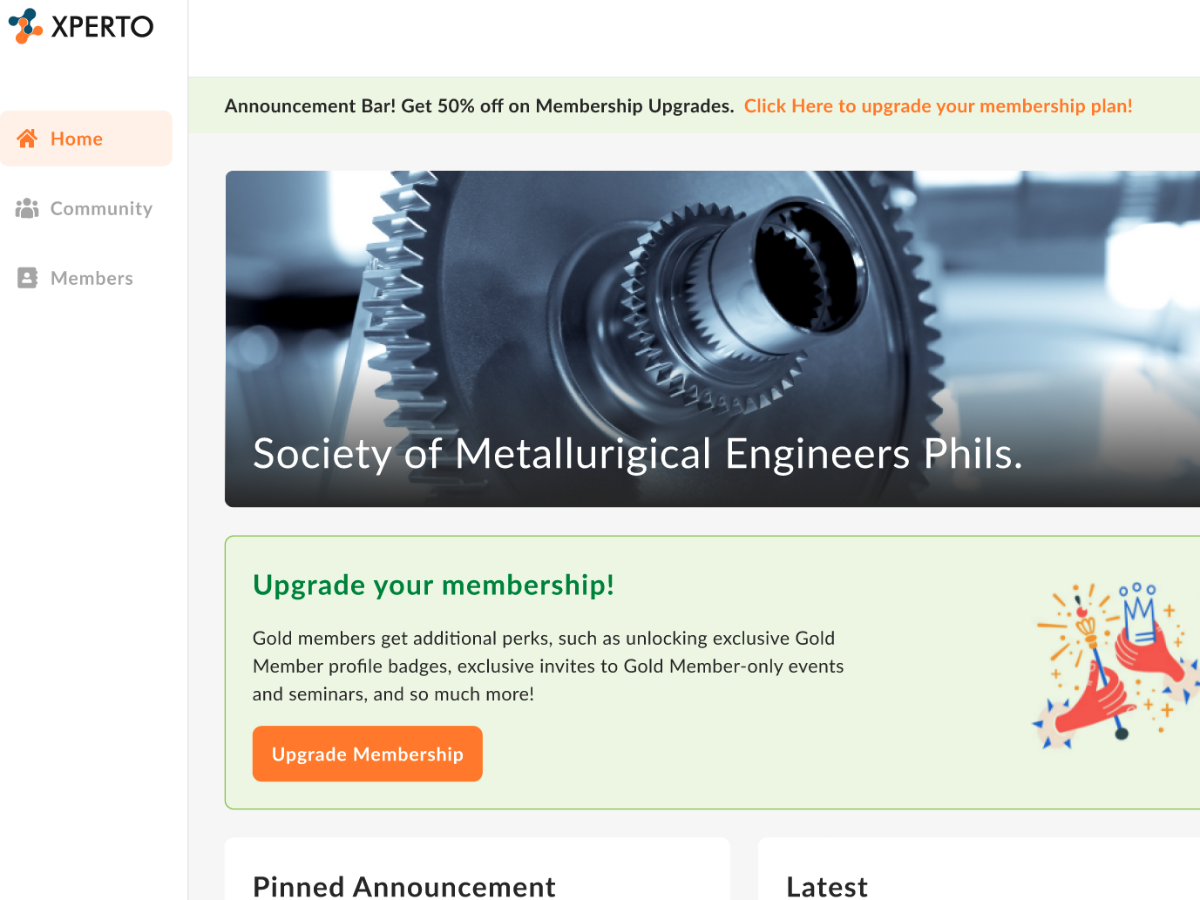 XPERTO
Announcement Bar! Get 50% off on Membership Upgrades. Click Here to upgrade your membership plan!
Home
Community
Members
Society of Metallurigical Engineers Phils.
Upgrade your membership!
Gold members get additional perks, such as unlocking exclusive Gold
Member profile badges, exclusive invites to Gold Member-only events
and seminars, and so much more!
Upgrade Membership
Pinned Announcement
Latest